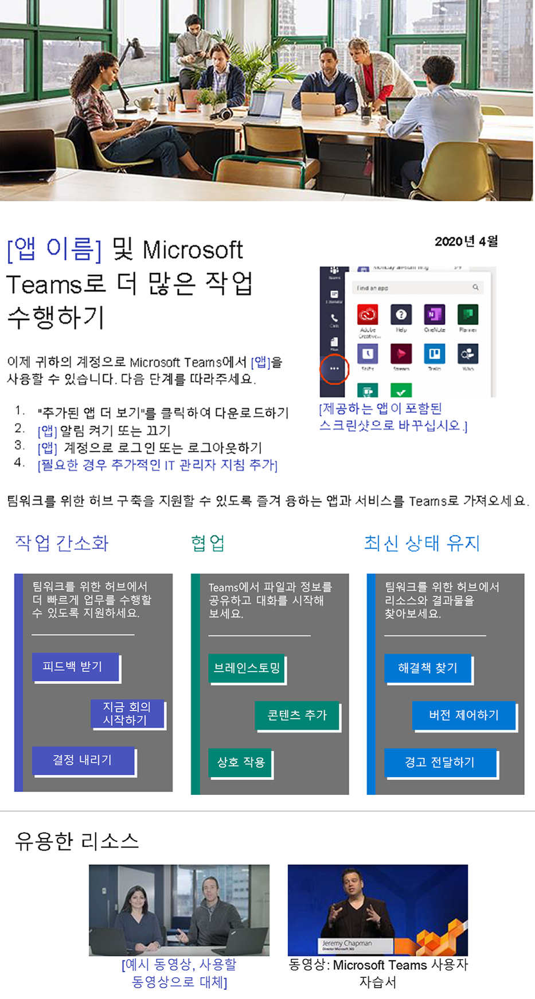 [앱 이름] 및 Microsoft
Teams로 더 많은 작업
수행하기
2020년 4월
이제 귀하의 계정으로 Microsoft Teams에서 [앱]을
사용할 수 있습니다. 다음 단계를 따라주세요.
1. "추가된 앱 더 보기"를 클릭하여 다운로드하기
2. [앱] 알림 켜기 또는 끄기
3. [앱] 계정으로 로그인 또는 로그아웃하기
4. [필요한 경우 추가적인 IT 관리자 지침 추가]
Teams
Find an app
Calendar
Calls
Files
Adobe Creative...
Help
OneNote
Planner
Shifts
Stream
Trello
Who
[제공하는 앱이 포함된
스크린샷으로 바꾸십시오.]
팀워크를 위한 허브 구축을 지원할 수 있도록 즐겨 용하는 앱과 서비스를 Teams로 가져오세요.
작업 간소화
팀워크를 위한 허브에서
더 빠르게 업무를 수행할
수 있도록 지원하세요.
피드백 받기
지금 회의
시작하기
결정 내리기
협업
Teams에서 파일과 정보를
공유하고 대화를 시작해
보세요.
브레인스토밍
콘텐츠 추가
상호 작용
최신 상태 유지
팀워크를 위한 허브에서
리소스와 결과물을
찾아보세요.
해결책 찾기
버전 제어하기
경고 전달하기
유용한 리소스
[예시 동영상, 사용할
동영상으로 대체]
Jeremy Chapman
Director Microsoft 365
동영상: Microsoft Teams 사용자
자습서